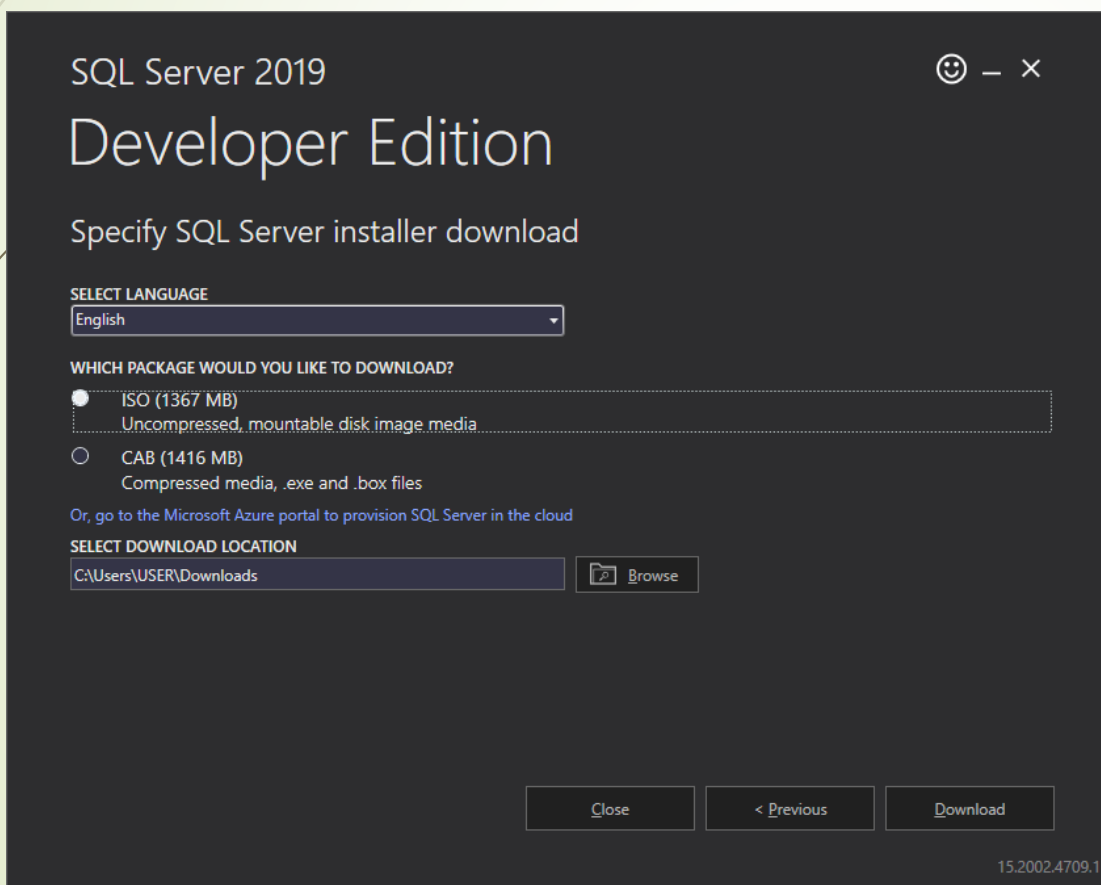 SQL Server 2019
Developer Edition
Specify SQL Server installer download
SELECT LANGUAGE
English
WHICH PACKAGE WOULD YOU LIKE TO DOWNLOAD?
ISO (1367 MB)
Uncompressed, mountable disk image media
CAB (1416 MB)
Compressed media, .exe and .box files
Or, go to the Microsoft Azure portal to provision SQL Server in the cloud
SELECT DOWNLOAD LOCATION
C:\Users\USER\Downloads
Browse
Close
< Previous
Download
15.2002.4709.1